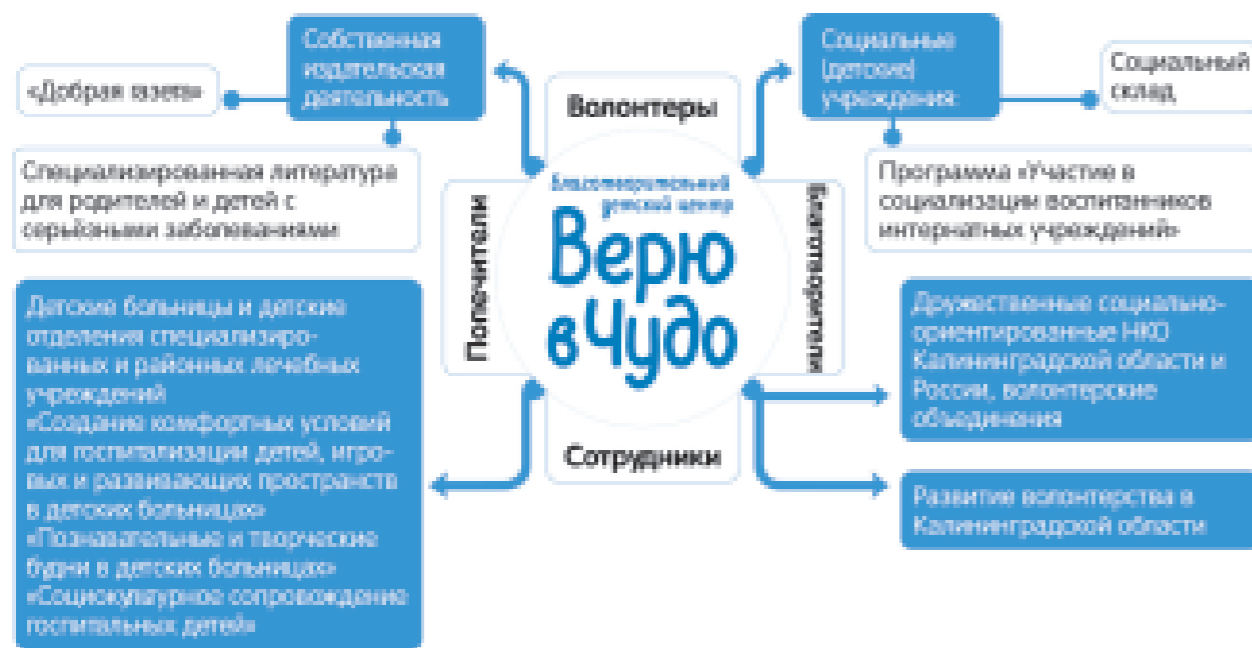 Собственная
издательская
деятельность
«Добрая газета»
Специализированная литература
для родителей и детей с
серьёзными заболеваниями
Волонтеры
Попечители
Благотворительный
детский центр
Верю
в Чудо
Благотворители
Сотрудники
Социальные
(детские)
учреждения:
Социальный
склад
Программа «Участие в
социализации воспитанников
интернатных учреждений»
Детские больницы и детские
отделения специализиро-
ванных и районных лечебных
учреждений
«Создание комфортных условий
для госпитализации детей, игро-
вых и развивающих пространств
в детских больницах»
«Познавательные и творческие
будни в детских больницах»
«Социокультурное сопровождение
госпитальных детей»
Дружественные социально-
ориентированные НКО
Калининградской области и
России, волонтерские
объединения
Развитие волонтерства в
Калининградской области